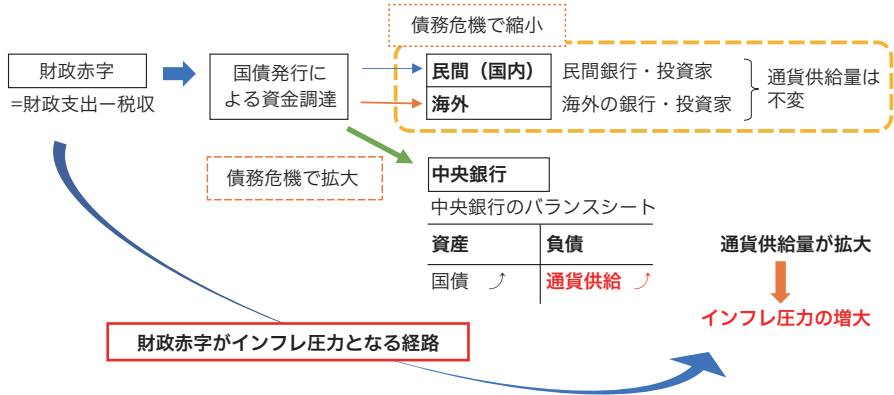 債務危機で縮小
財政赤字
=財政支出ー税収
国債発行に
よる資金調達
民間（国内）
民間銀行・投資家
海外
海外の銀行・投資家
通貨供給量は
不変
債務危機で拡大
中央銀行
中央銀行のバランスシート
資産
負債
国債
通貨供給
通貨供給量が拡大
インフレ圧力の増大
財政赤字がインフレ圧力となる経路